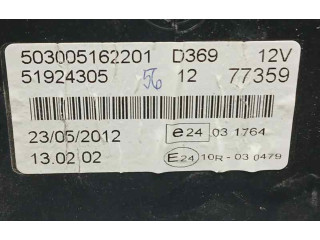 503005162201 D369 12V
51924305 56 12 77359
23/05/2012 e24 03 1764
13.02 02 E24 10R-03 0479